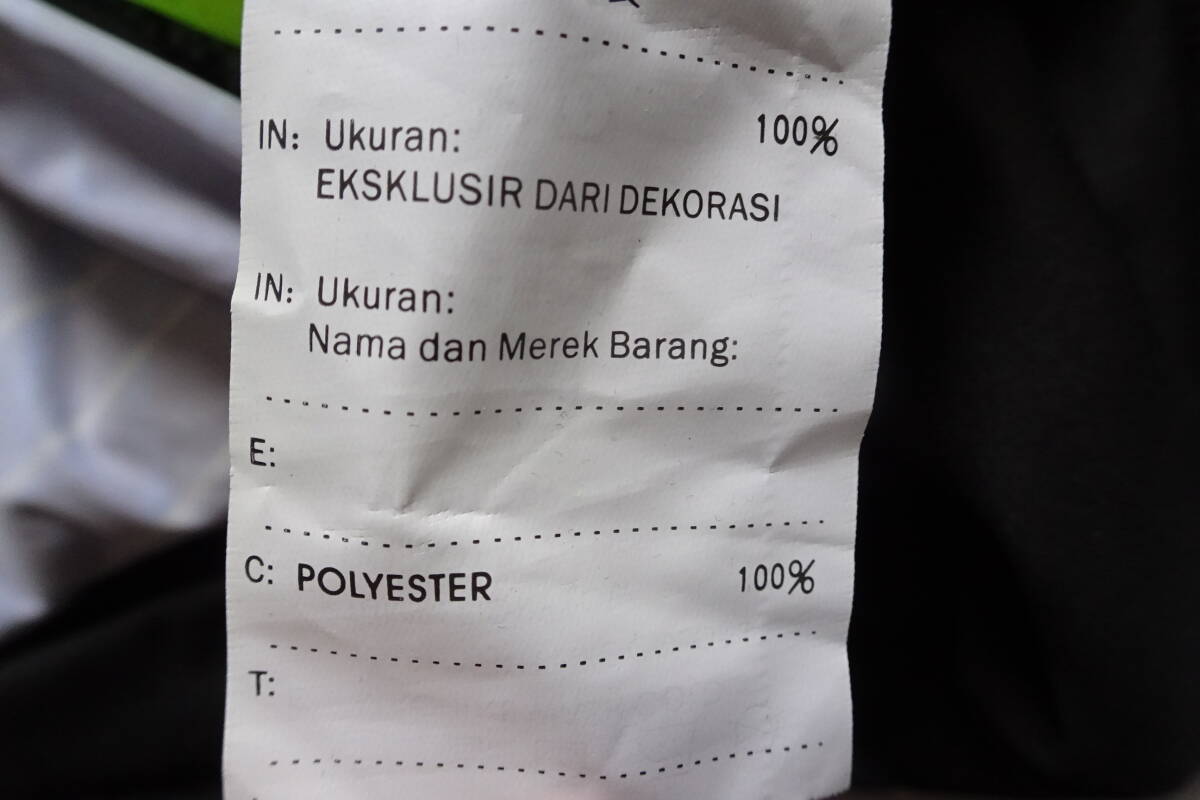 IN: Ukuran: 100%
EKSKLUSIR DARI DEKORASI
IN: Ukuran:
Nama dan Merek Barang:
E:
C: POLYESTER 100%
T: